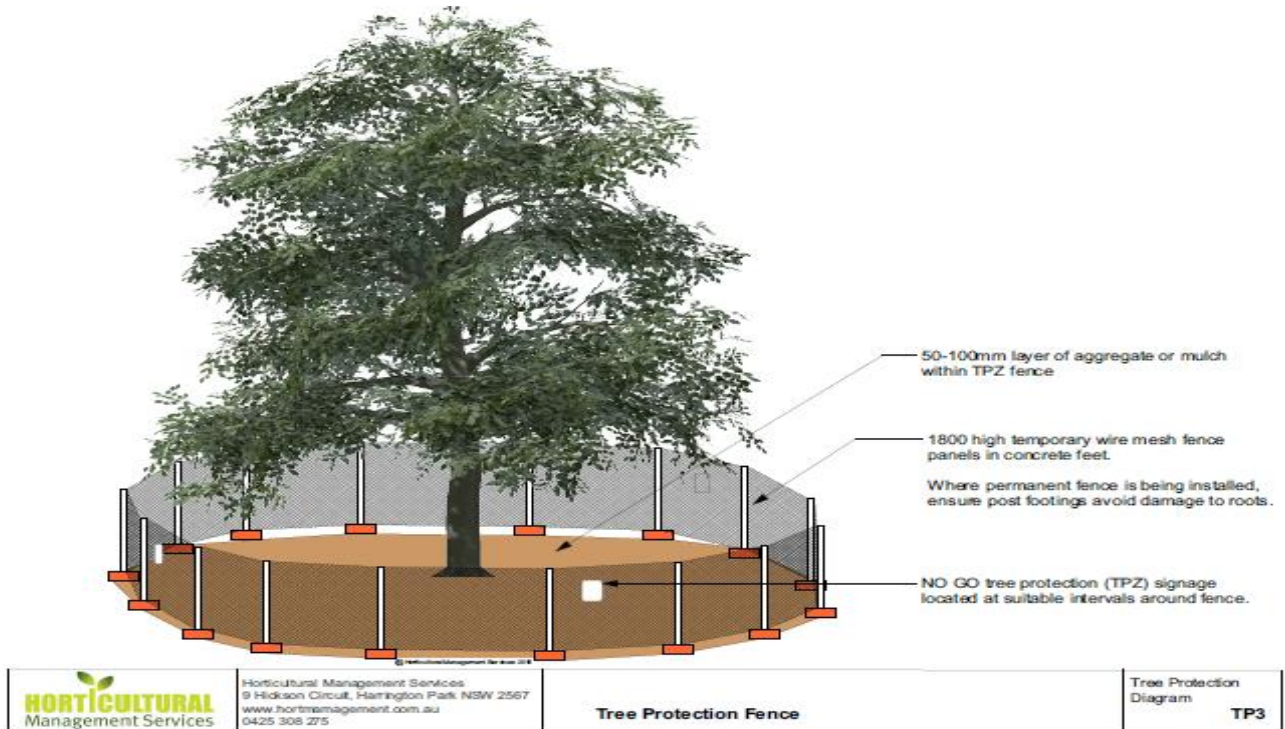 50-100mm layer of aggregate or mulch
within TPZ fence
1800 high temporary wire mesh fence
panels in concrete feet.
Where permanent fence is being installed,
ensure post footings avoid damage to roots.
NO GO tree protection (TPZ) signage
located at suitable intervals around fence.
© Horticultural Management Services
HORTICULTURAL
Management Services
Horticultural Management Services
9 Hickson Circuit, Harrington Park NSW 2567
www.hortmanagement.com.au
0425 308 275
Tree Protection Fence
Tree Protection
Diagram
TP3